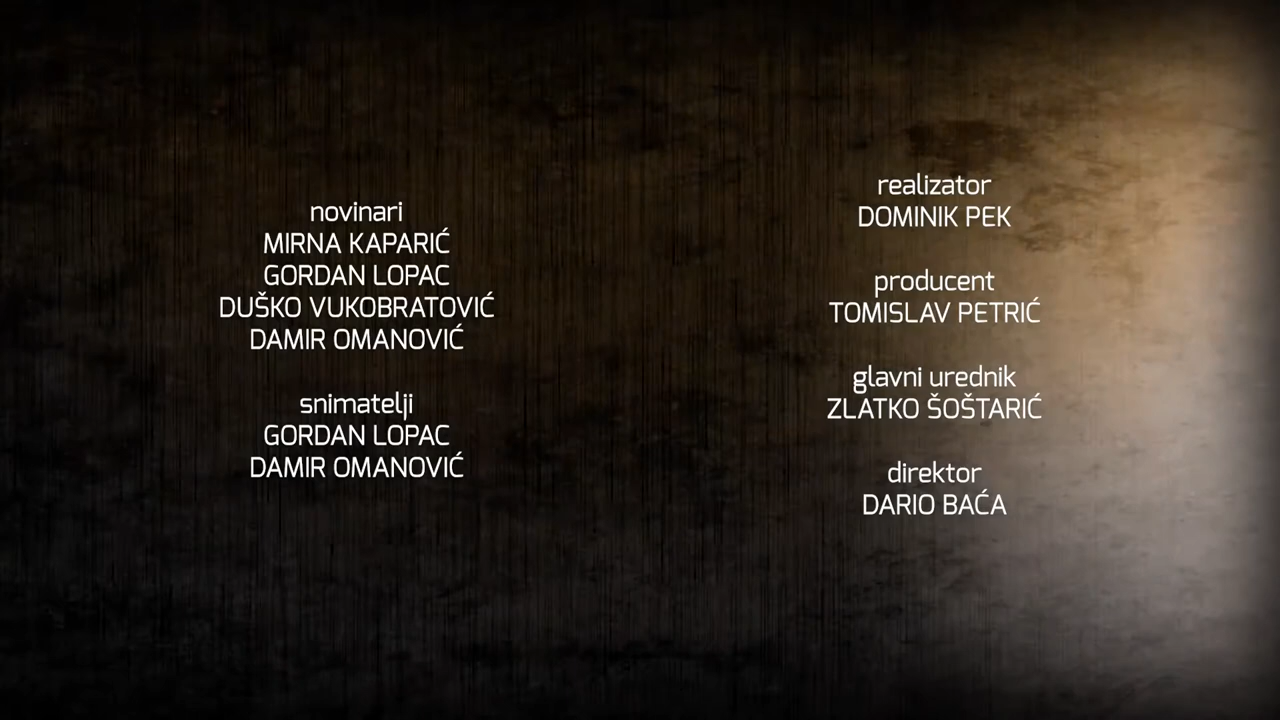 novinari
MIRNA KAPARIĆ
GORDAN LOPAC
DUŠKO VUKOBRATOVIĆ
DAMIR OMANOVIĆ
snimatelji
GORDAN LOPAC
DAMIR OMANOVIĆ
realizator
DOMINIK PEK
producent
TOMISLAV PETRIĆ
glavni urednik
ZLATKO ŠOŠTARIĆ
direktor
DARIO BAĆA